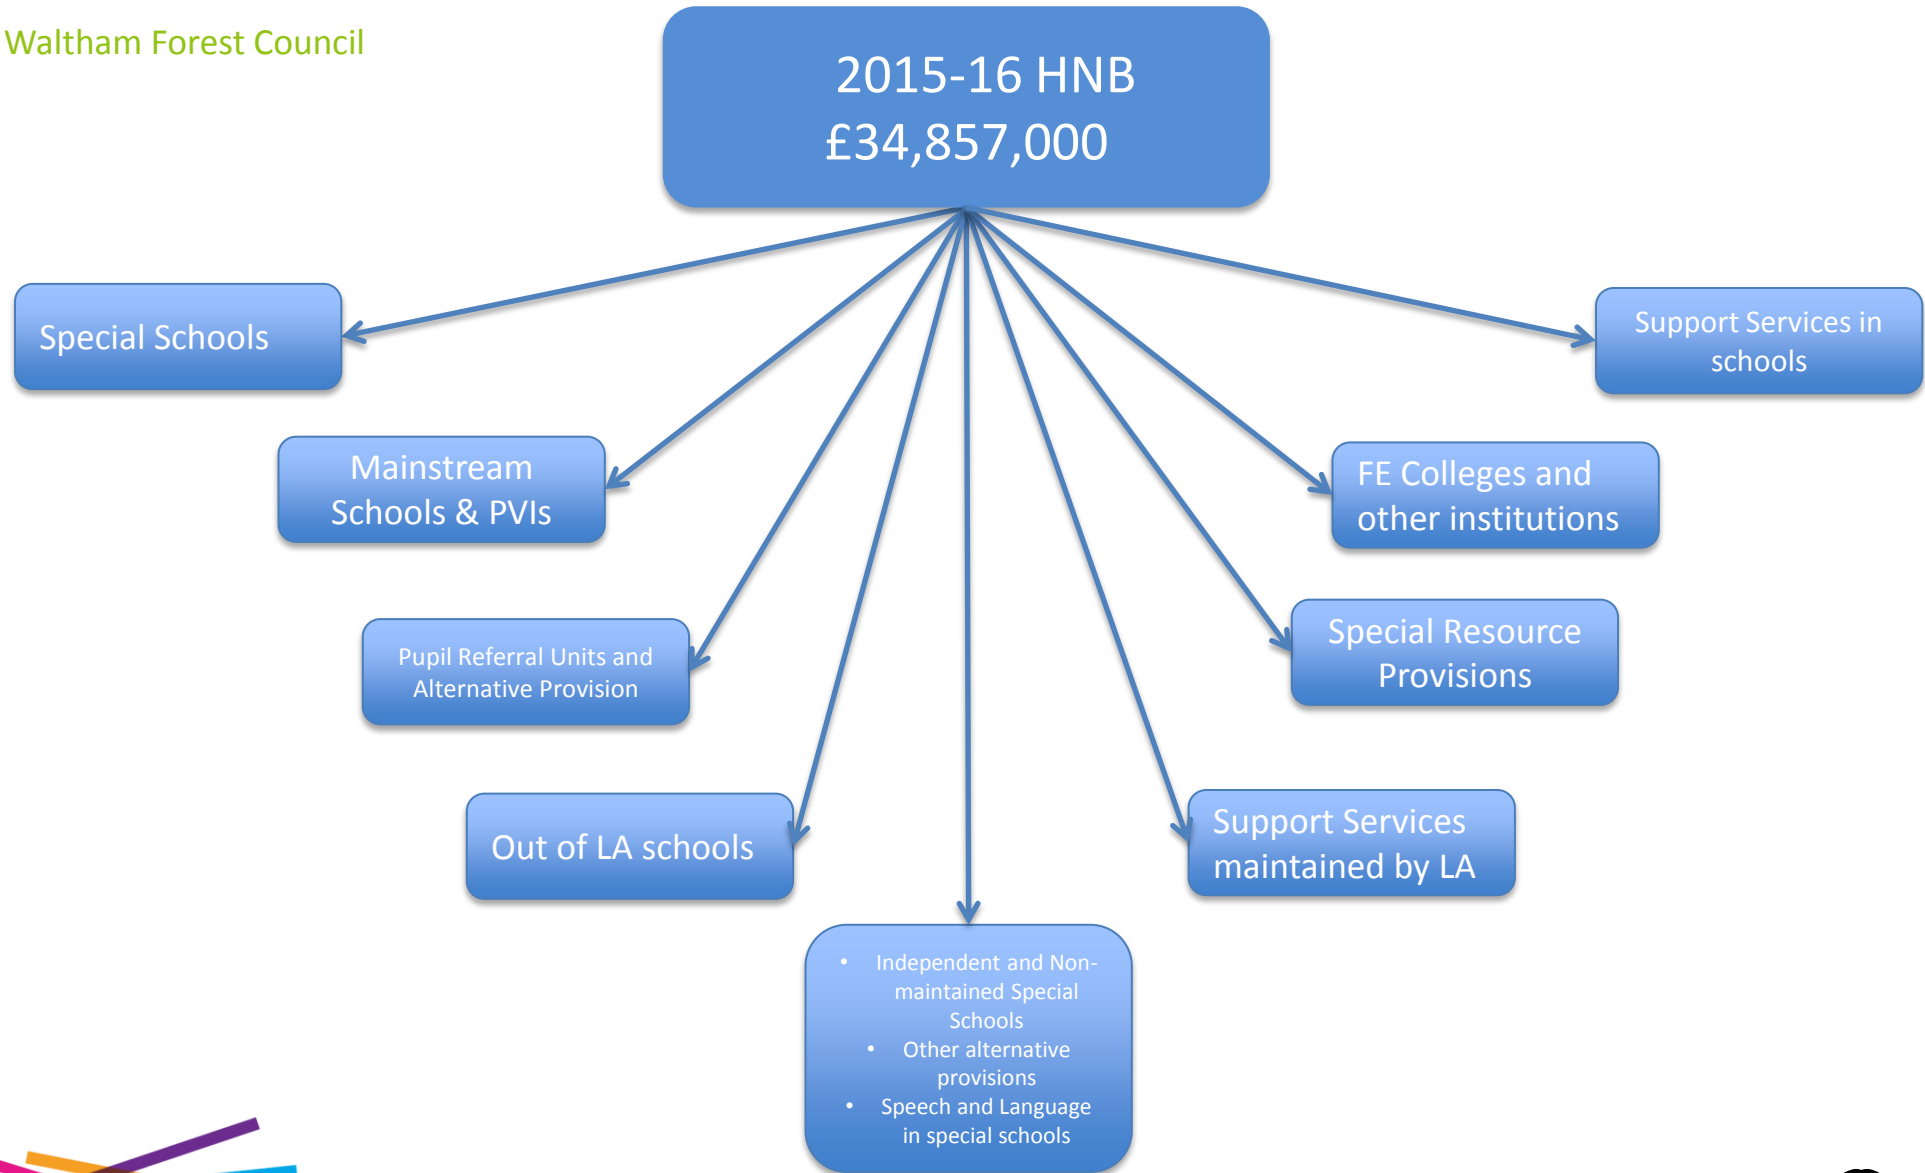 Waltham Forest Council
2015-16 HNB
£34,857,000
Special Schools
Support Services in
schools
Mainstream
Schools & PVIs
FE Colleges and
other institutions
Pupil Referral Units and
Alternative Provision
Special Resource
Provisions
Out of LA schools
Support Services
maintained by LA
• Independent and Non-
maintained Special
Schools
• Other alternative
provisions
• Speech and Language
in special schools